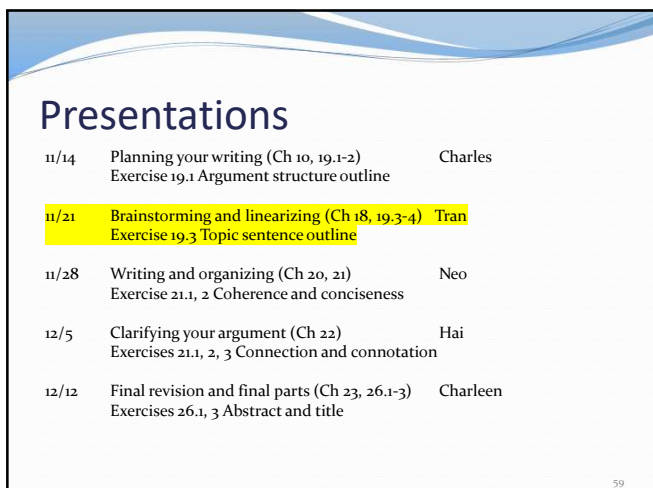 Presentations
11/14 Planning your writing (Ch 10, 19.1-2) Charles
Exercise 19.1 Argument structure outline
11/21 Brainstorming and linearizing (Ch 18, 19.3-4) Tran
Exercise 19.3 Topic sentence outline
11/28 Writing and organizing (Ch 20, 21) Neo
Exercise 21.1, 2 Coherence and conciseness
12/5 Clarifying your argument (Ch 22) Hai
Exercises 21.1, 2, 3 Connection and connotation
12/12 Final revision and final parts (Ch 23, 26.1-3) Charleen
Exercises 26.1, 3 Abstract and title
59